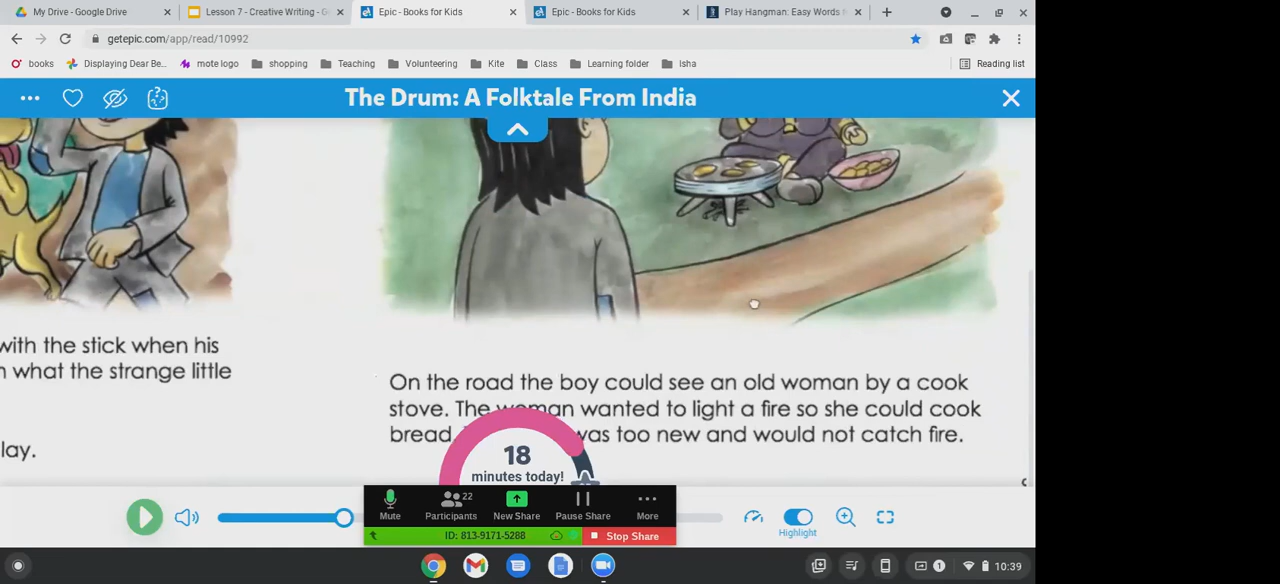 My Drive - Google Drive
Lesson 7 - Creative Writing - G
Epic - Books for Kids
Epic - Books for Kids
Play Hangman: Easy Words
getepic.com/app/read/10992
books
Displaying Dear Be...
mote logo
shopping
Teaching
Volunteering
Kite
Class
Learning folder
Isha
Reading list
The Drum: A Folktale From India
with the stick when his
what the strange little
lay.
On the road the boy could see an old woman by a cook
stove. The woman wanted to light a fire so she could cook
bread. was too new and would not catch fire.
18
minutes today!
Mute
Participants
22
New Share
Pause Share
More
ID: 813-9171-5288
Stop Share
Highlight
1
10:39